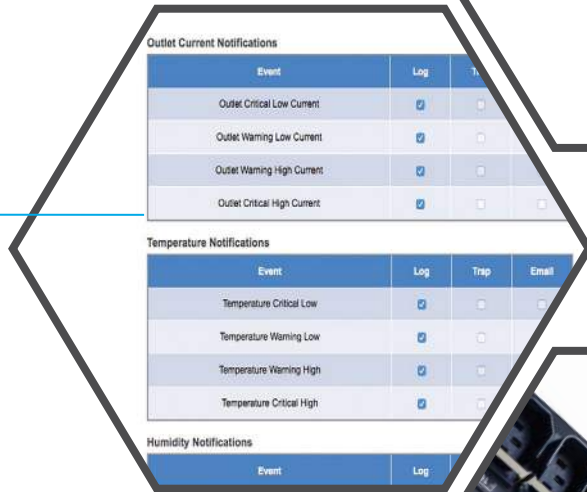 Outlet Current Notifications
Event Log
Outlet Critical Low Current
Outlet Warning Low Current
Outlet Warning High Current
Outlet Critical High Current
Temperature Notifications
Event Log Trap Email
Temperature Critical Low
Temperature Warning Low
Temperature Warning High
Temperature Critical High
Humidity Notifications
Event Log